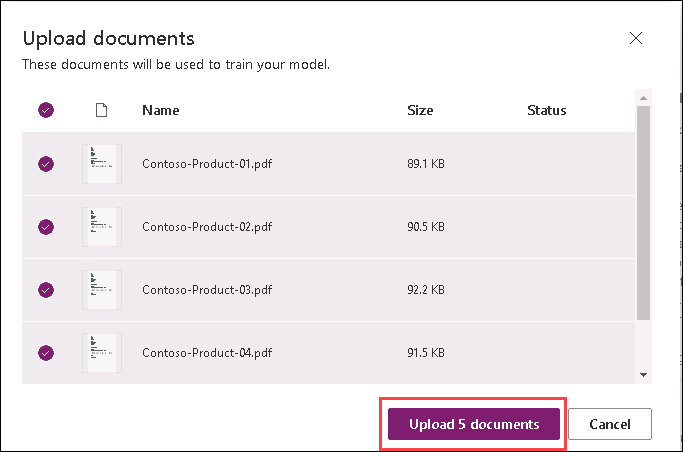 Upload documents
These documents will be used to train your model.
Name Size Status
Contoso-Product-01.pdf 89.1 KB
Contoso-Product-02.pdf 90.5 KB
Contoso-Product-03.pdf 92.2 KB
Contoso-Product-04.pdf 91.5 KB
Upload 5 documents Cancel